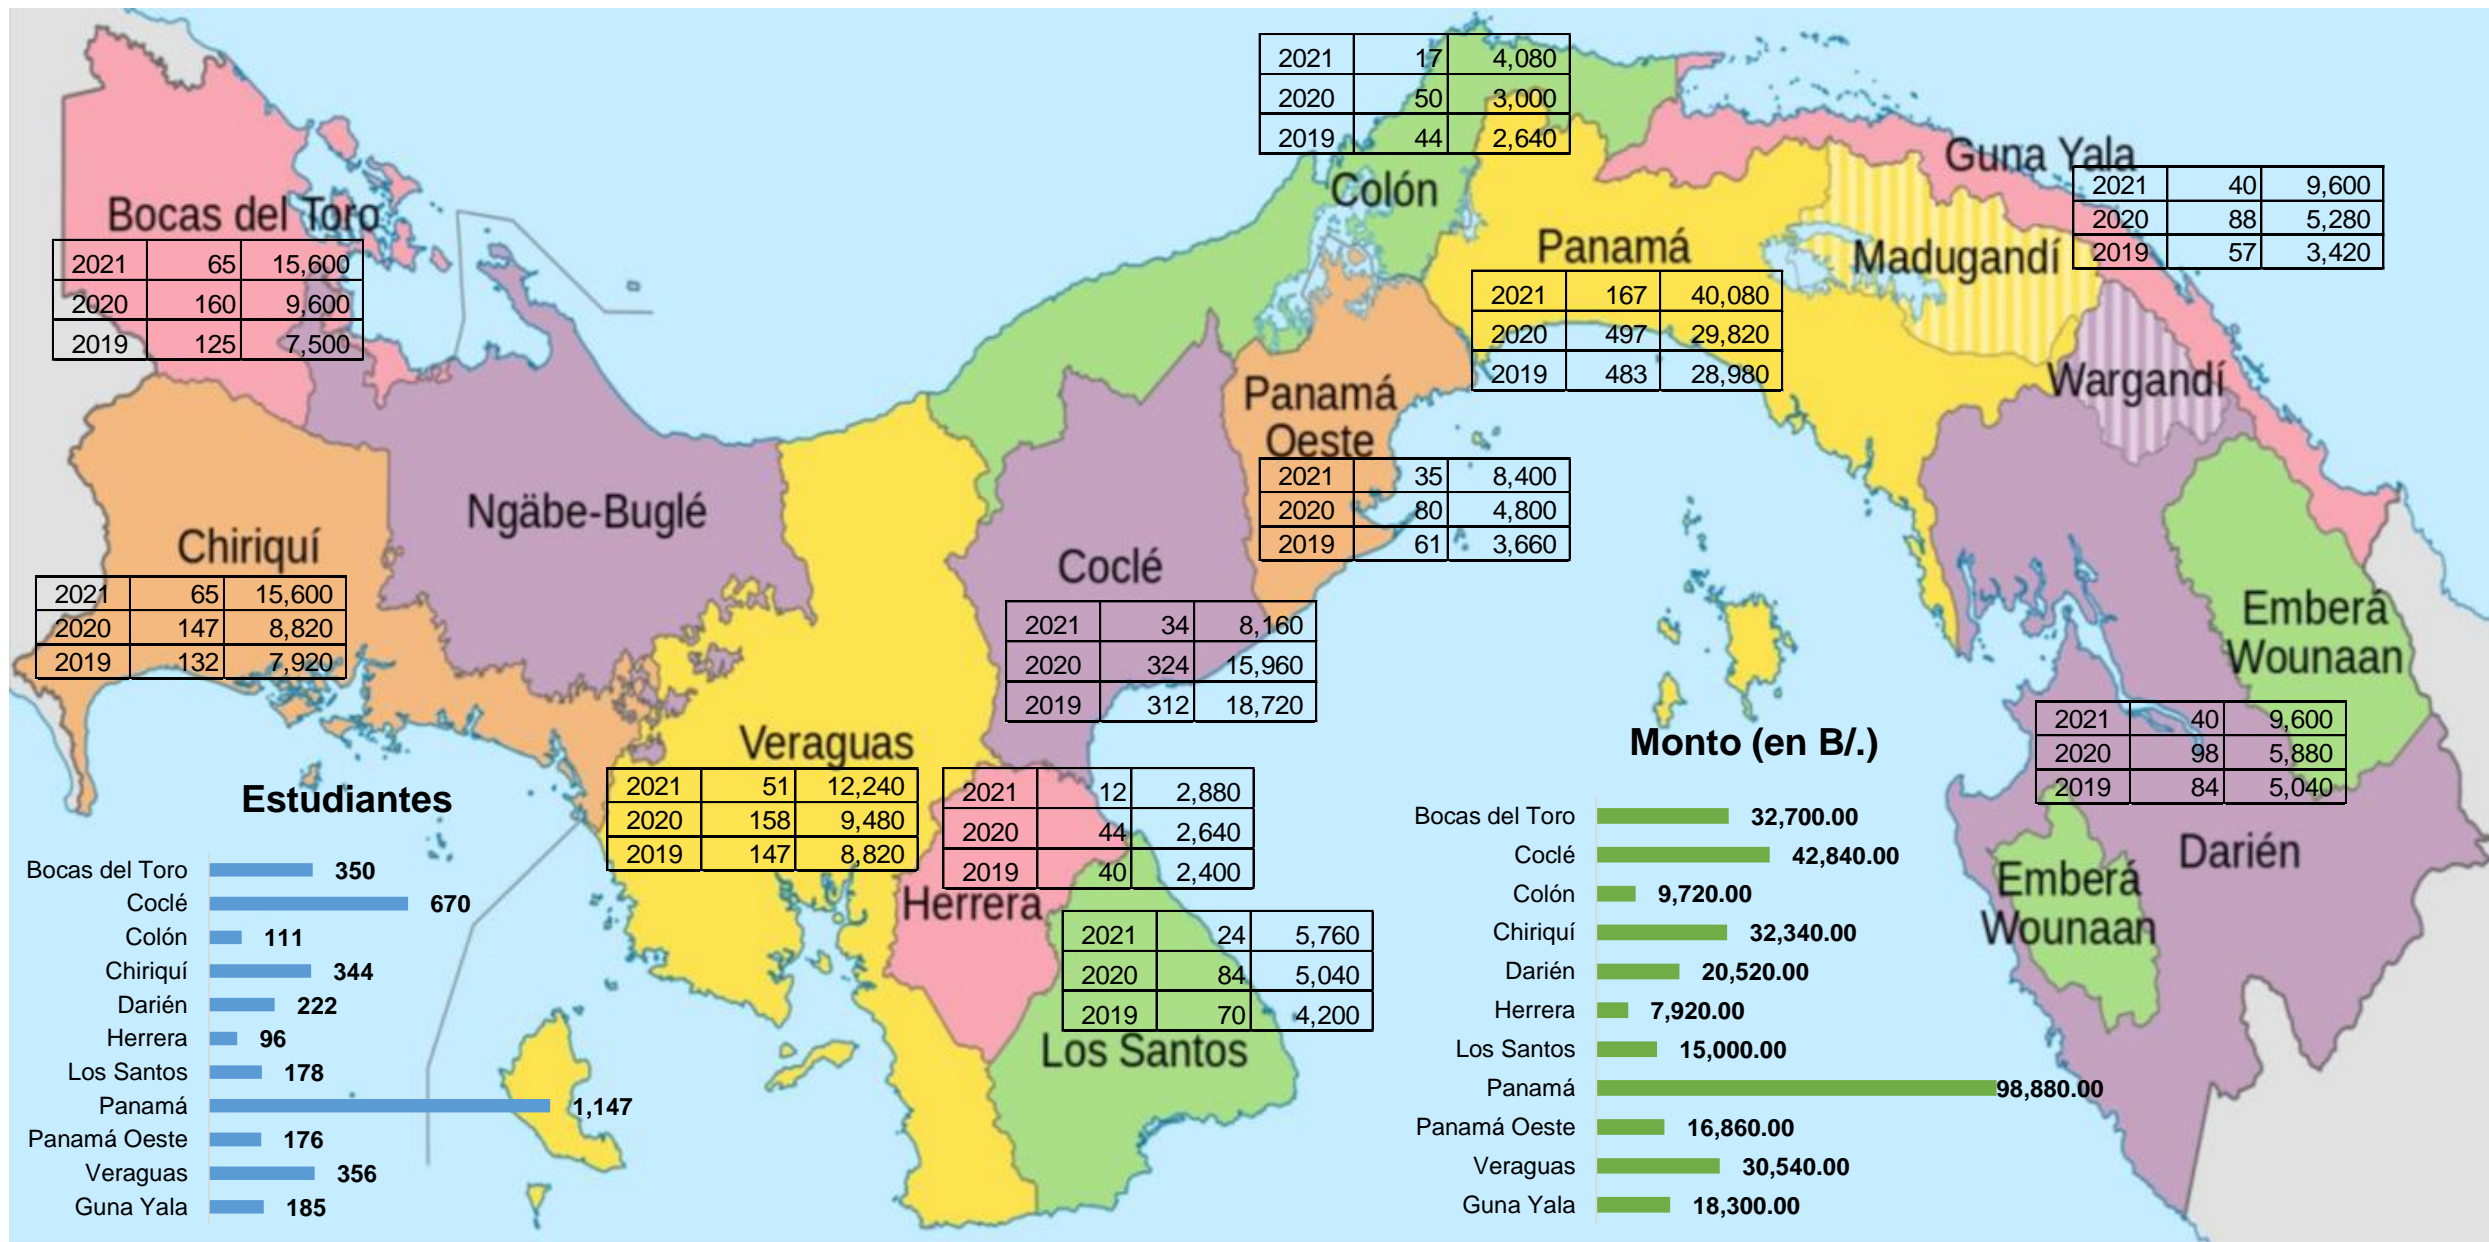 2021 17 4,080
2020 50 3,000
2019 44 2,640
Colón
Guna Yala
2021 40 9,600
2020 88 5,280
2019 57 3,420
Bocas del Toro
2021 65 15,600
2020 160 9,600
2019 125 7,500
Panamá
2021 167 40,080
2020 497 29,820
2019 483 28,980
Madugandí
Wargandí
Panamá
Oeste
2021 35 8,400
2020 80 4,800
2019 61 3,660
Ngäbe-Buglé
Chiriquí
2021 65 15,600
2020 147 8,820
2019 132 7,920
Coclé
2021 34 8,160
2020 324 15,960
2019 312 18,720
Emberá
Wounaan
2021 40 9,600
2020 98 5,880
2019 84 5,040
Darién
Emberá
Wounaan
Veraguas
2021 51 12,240
2020 158 9,480
2019 147 8,820
2021 12 2,880
2020 44 2,640
2019 40 2,400
Herrera
2021 24 5,760
2020 84 5,040
2019 70 4,200
Los Santos
Estudiantes
Bocas del Toro 350
Coclé 670
Colón 111
Chiriquí 344
Darién 222
Herrera 96
Los Santos 178
Panamá 1,147
Panamá Oeste 176
Veraguas 356
Guna Yala 185
Monto (en B/.)
Bocas del Toro 32,700.00
Coclé 42,840.00
Colón 9,720.00
Chiriquí 32,340.00
Darién 20,520.00
Herrera 7,920.00
Los Santos 15,000.00
Panamá 98,880.00
Panamá Oeste 16,860.00
Veraguas 30,540.00
Guna Yala 18,300.00